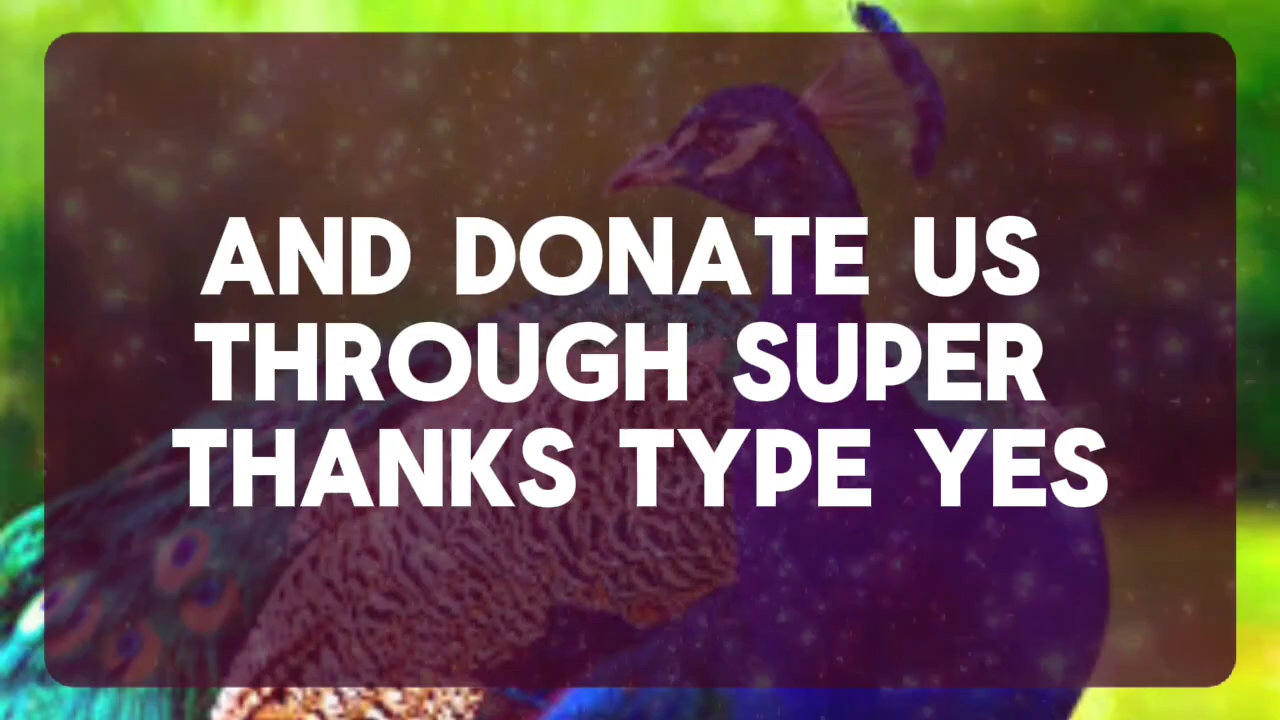 AND DONATE US
THROUGH SUPER
THANKS TYPE YES